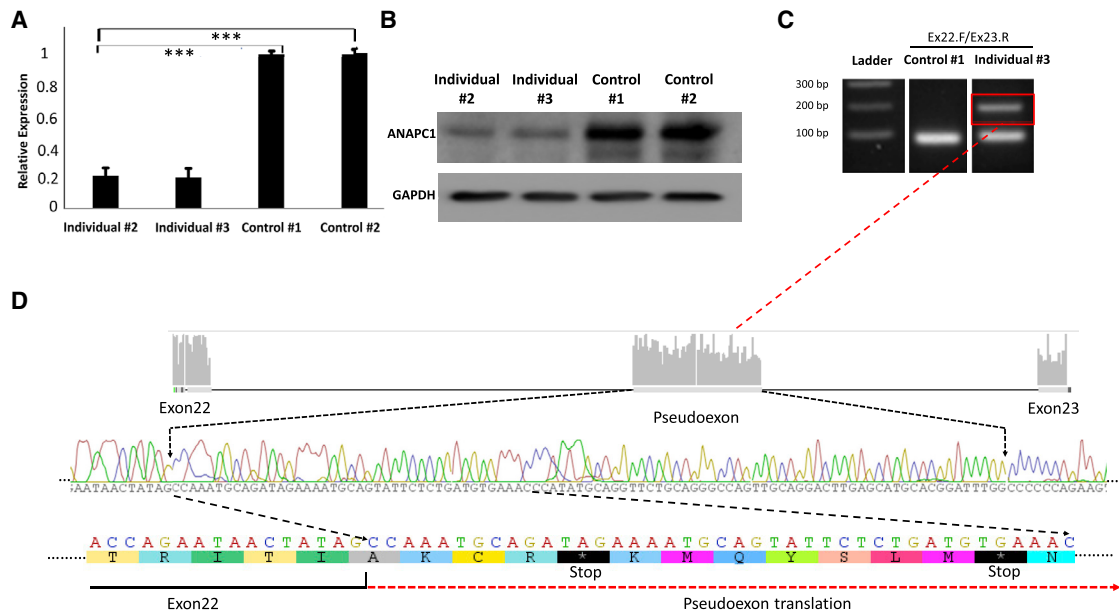 A
B
C
***
***
Relative Expression
1
0.8
0.6
0.4
0.2
0
Individual #2
Individual #3
Control #1
Control #2
Individual #2
Individual #3
Control #1
Control #2
ANAPC1
GAPDH
Ex22.F/Ex23.R
Ladder
Control #1
Individual #3
300 bp
200 bp
100 bp
D
Exon22
Pseudoexon
Exon23
GAATAACTATAGCCAAATGCAGATAGAAAATGCAGTATTCTCTGATGTGAAACCCATATGCAGGTTCTGCAGGGCCAGTTGCAGGACTTGAGCATGCACGGATTTGGCCCCCCAGAAG
ACCAGAATAACTATAGCCAAATGCAGATAGAAAATGCAGTATTCTCTGATGTGAAAC
T R I T I A K C R * K M Q Y S L M * N
Stop
Stop
Exon22
Pseudoexon translation